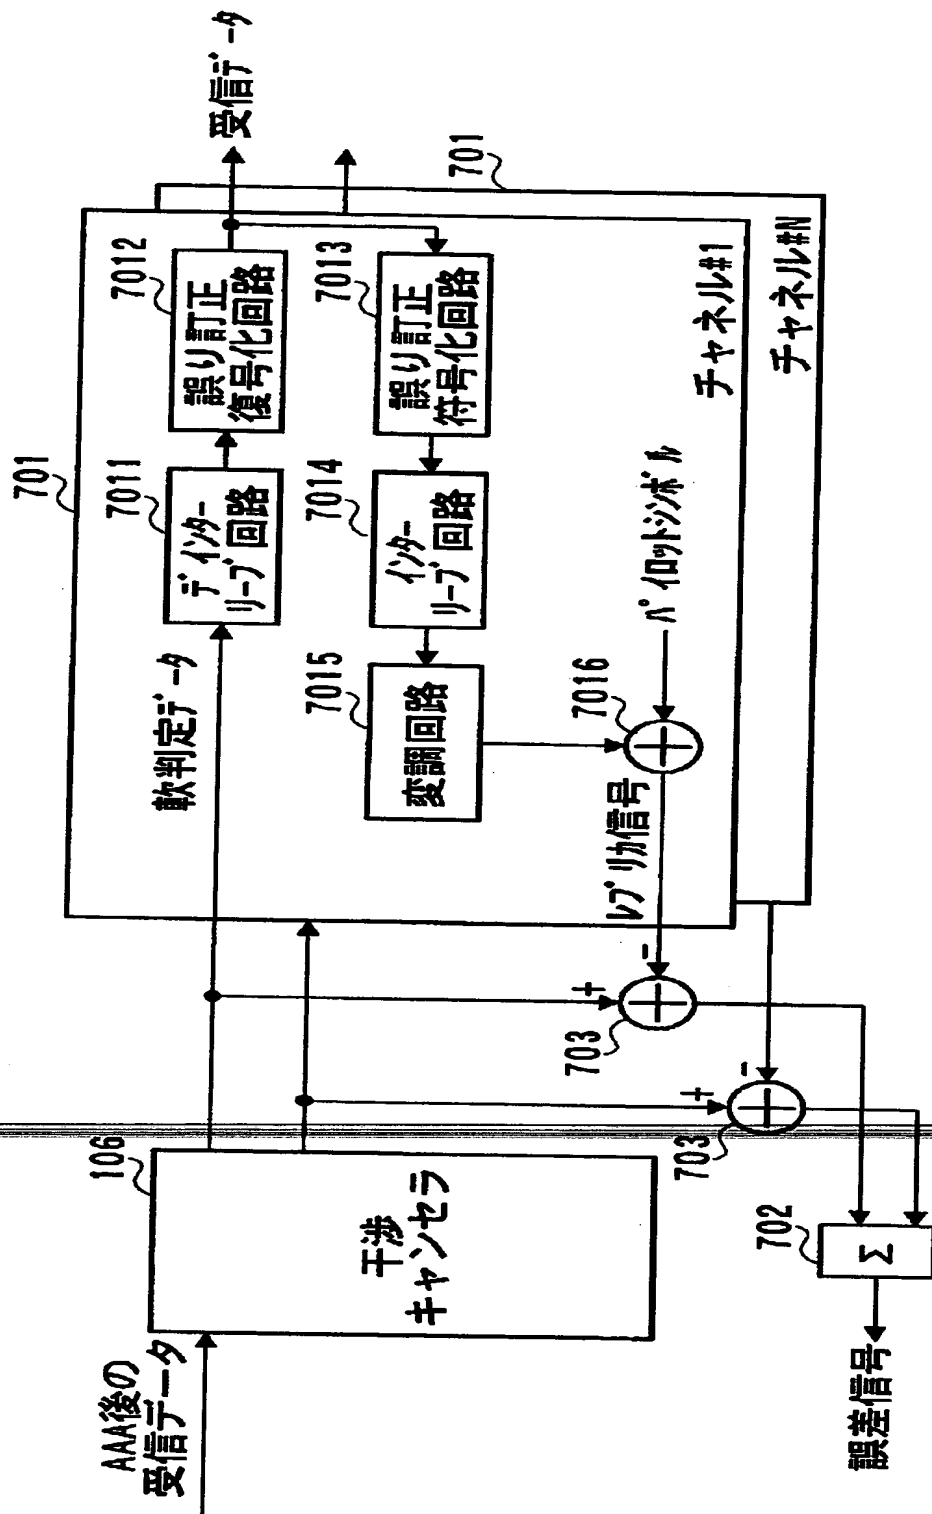 AAA後の
受信データ
106
干渉
キャンセラ
軟判定データ
701
7011
デインター
リーブ回路
7012
誤り訂正
復号化回路
受信データ
7013
誤り訂正
符号化回路
7014
インター
リーブ回路
7015
変調回路
7016
パイロットシンボル
レプリカ信号
チャネル#1
701
チャネル#N
+
-
703
+
-
703
702
Σ
誤差信号